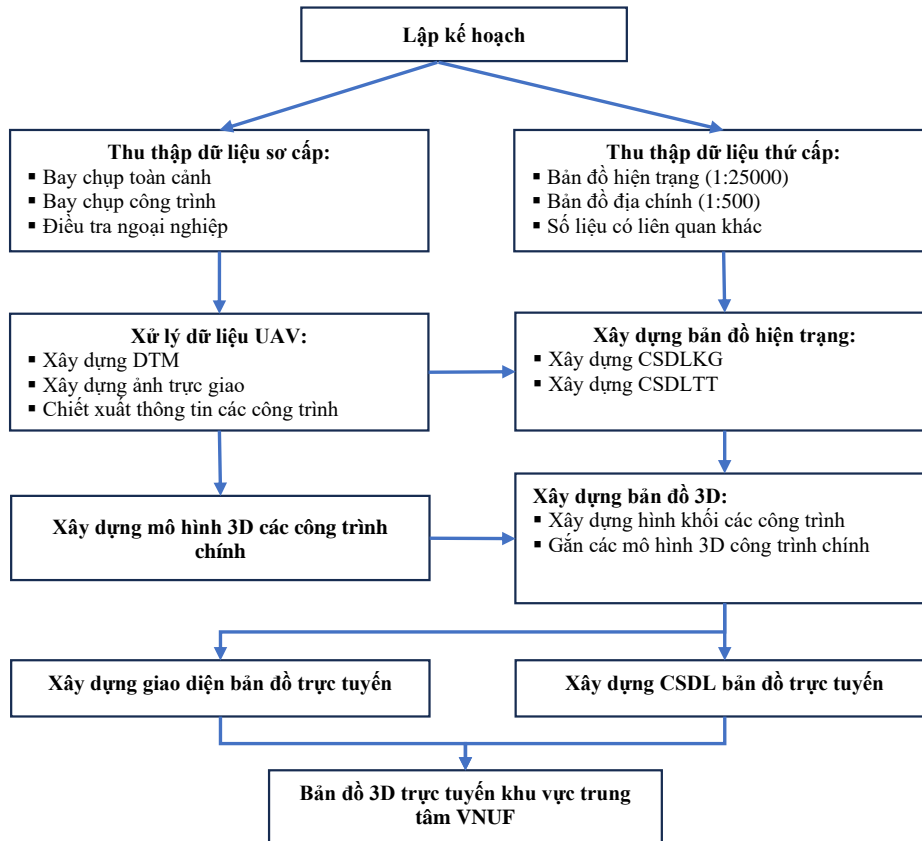 Lập kế hoạch
Thu thập dữ liệu sơ cấp:
▪ Bay chụp toàn cảnh
▪ Bay chụp công trình
▪ Điều tra ngoại nghiệp
Thu thập dữ liệu thứ cấp:
▪ Bản đồ hiện trạng (1:25000)
▪ Bản đồ địa chính (1:500)
▪ Số liệu có liên quan khác
Xử lý dữ liệu UAV:
▪ Xây dựng DTM
▪ Xây dựng ảnh trực giao
▪ Chiết xuất thông tin các công trình
Xây dựng bản đồ hiện trạng:
▪ Xây dựng CSDLKG
▪ Xây dựng CSDLTT
Xây dựng mô hình 3D các công trình
chính
Xây dựng bản đồ 3D:
▪ Xây dựng hình khối các công trình
▪ Gắn các mô hình 3D công trình chính
Xây dựng giao diện bản đồ trực tuyến
Xây dựng CSDL bản đồ trực tuyến
Bản đồ 3D trực tuyến khu vực trung
tâm VNUF